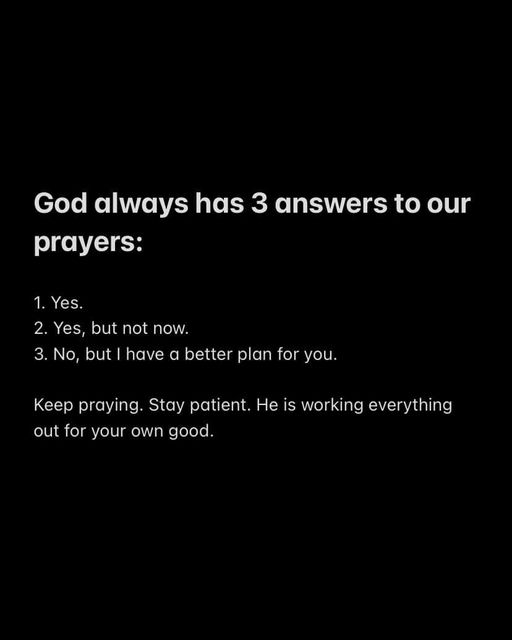 God always has 3 answers to our
prayers:
1. Yes.
2. Yes, but not now.
3. No, but I have a better plan for you.
Keep praying. Stay patient. He is working everything
out for your own good.